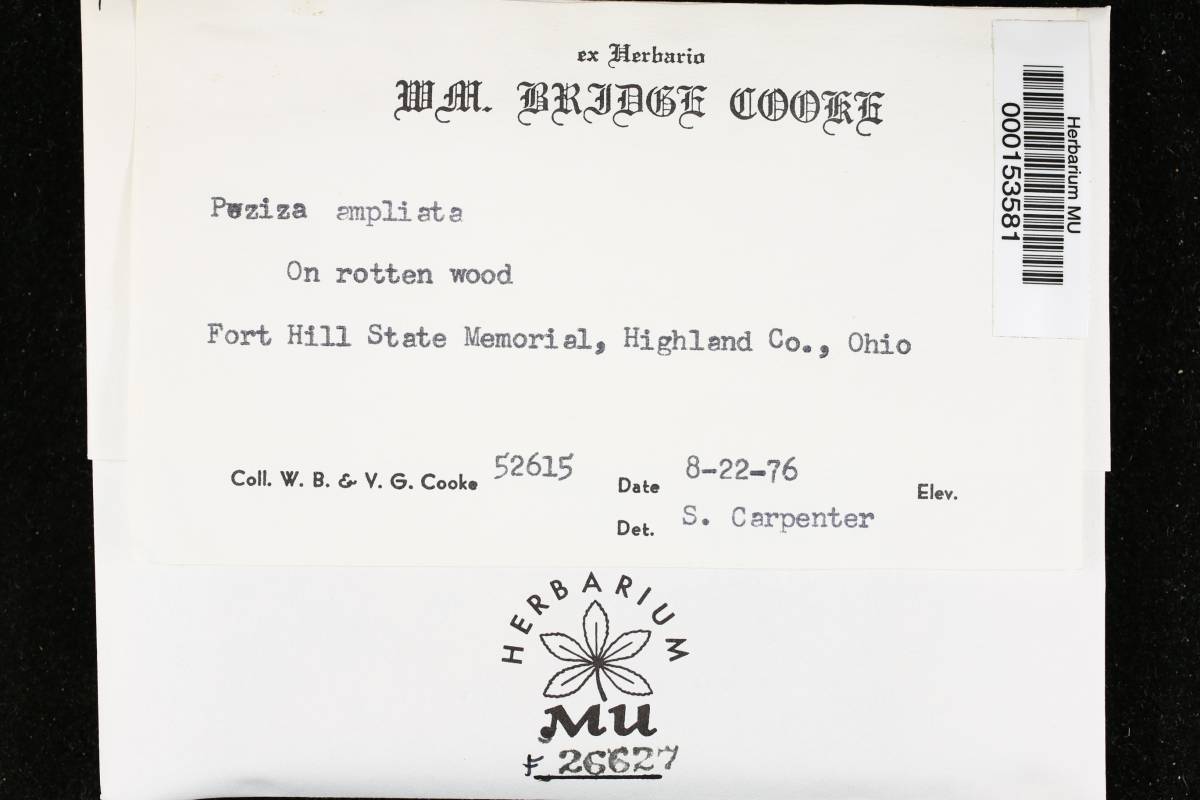 ex Herbario
WM. BRIDGE COOKE
Peziza ampliata
On rotten wood
Fort Hill State Memorial, Highland Co., Ohio
Coll. W. B. & V. G. Cooke 52615
Date 8-22-76
Elev.
Det. S. Carpenter
Herbarium MU
000153581
HERBARIUM
MU
F 26627